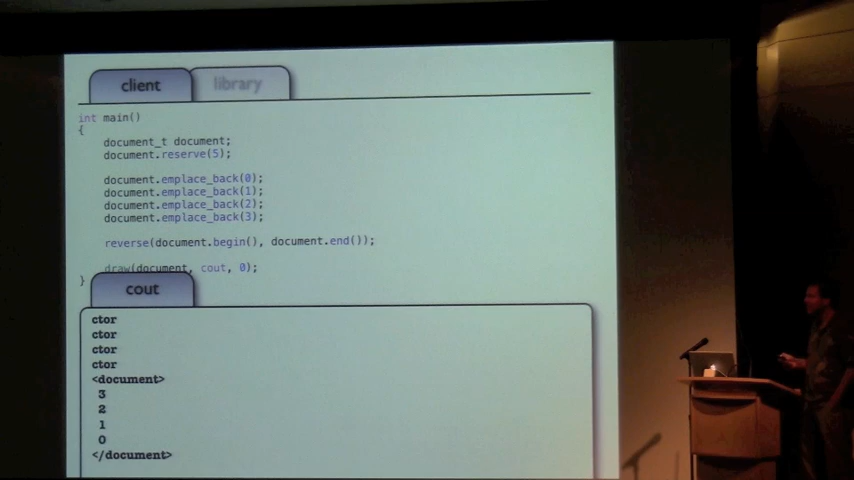 client
library
int main()
{
document_t document;
document.reserve(5);
document.emplace_back(0);
document.emplace_back(1);
document.emplace_back(2);
document.emplace_back(3);
reverse(document.begin(), document.end());
draw(document, cout, 0);
}
cout
ctor
ctor
ctor
ctor
<document>
3
2
1
0
</document>